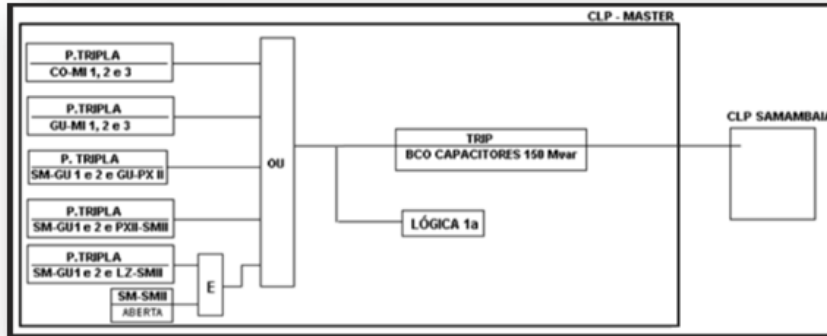 CLP - MASTER
P.TRIPLA
CO-MI 1, 2 e 3
P.TRIPLA
GU-MI 1, 2 e 3
P. TRIPLA
SM-GU 1 e 2 e GU-PX II
P.TRIPLA
SM-GU1 e 2 e PXII-SMII
P.TRIPLA
SM-GU1 e 2 e LZ-SMII
SM-SMII
ABERTA
E
OU
TRIP
BCO CAPACITORES 150 Mvar
LÓGICA 1a
CLP SAMAMBAIA